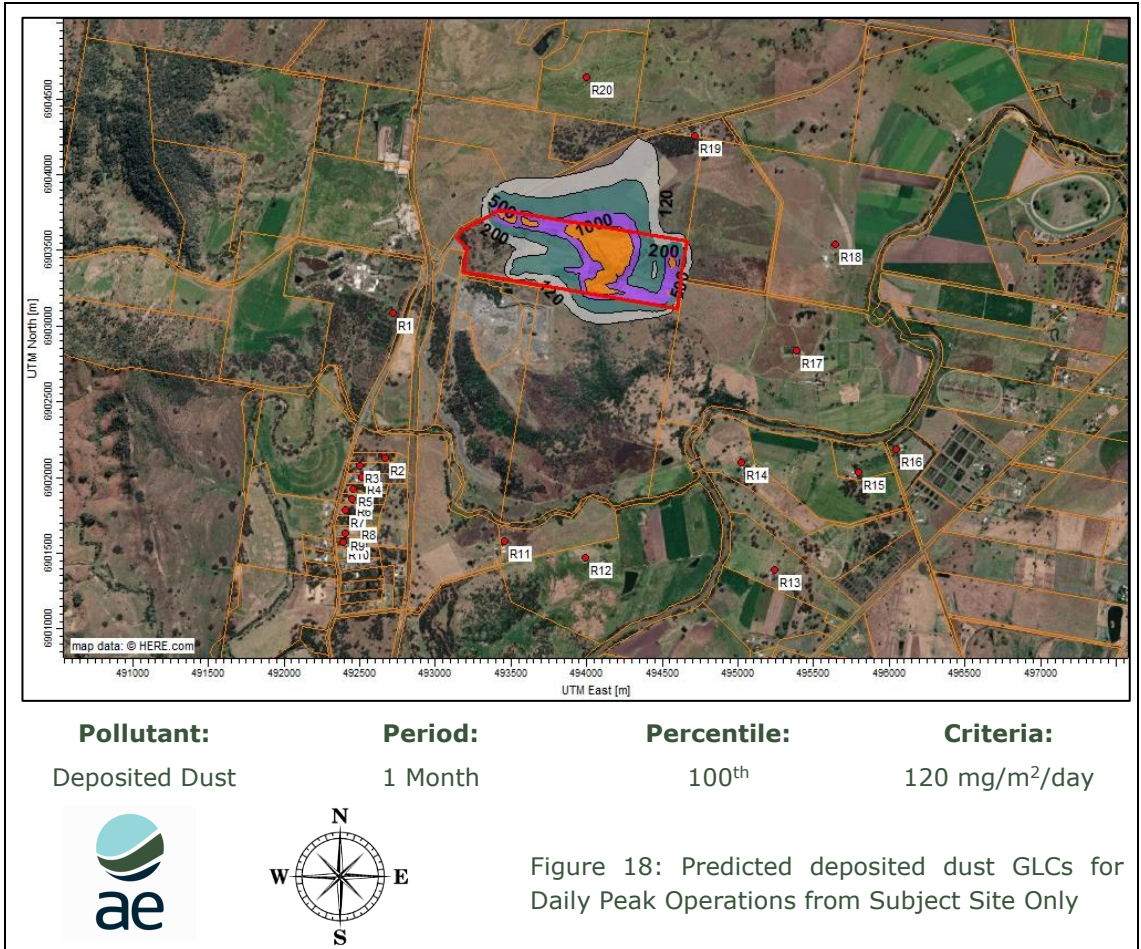 UTM North [m]
6904500
6904000
6903500
6903000
6902500
6902000
6901500
6901000
R20
R19
120
500
1000
200
200
R18
120
500
R1
R17
R2
R3
R4
R5
R6
R7
R8
R9
R10
R14
R16
R15
R11
R12
R13
map data: © HERE.com
491000 491500 492000 492500 493000 493500 494000 494500 495000 495500 496000 496500 497000
UTM East [m]
Pollutant: Period: Percentile: Criteria:
Deposited Dust 1 Month 100th 120 mg/m²/day
ae
N
W E
S
Figure 18: Predicted deposited dust GLCs for
Daily Peak Operations from Subject Site Only